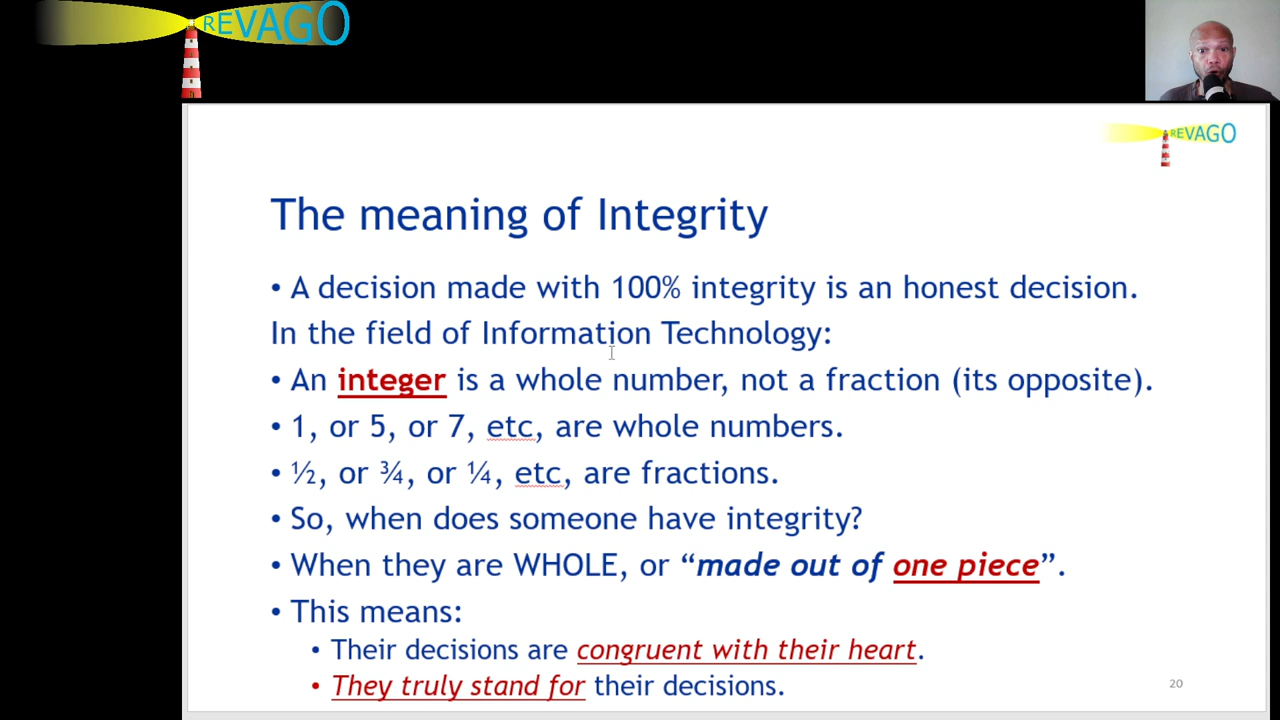 REVAGO
REVAGO
The meaning of Integrity
• A decision made with 100% integrity is an honest decision.
In the field of Information Technology:
• An integer is a whole number, not a fraction (its opposite).
• 1, or 5, or 7, etc, are whole numbers.
• ½, or ¾, or ¼, etc, are fractions.
• So, when does someone have integrity?
• When they are WHOLE, or “made out of one piece”.
• This means:
• Their decisions are congruent with their heart.
• They truly stand for their decisions.
20